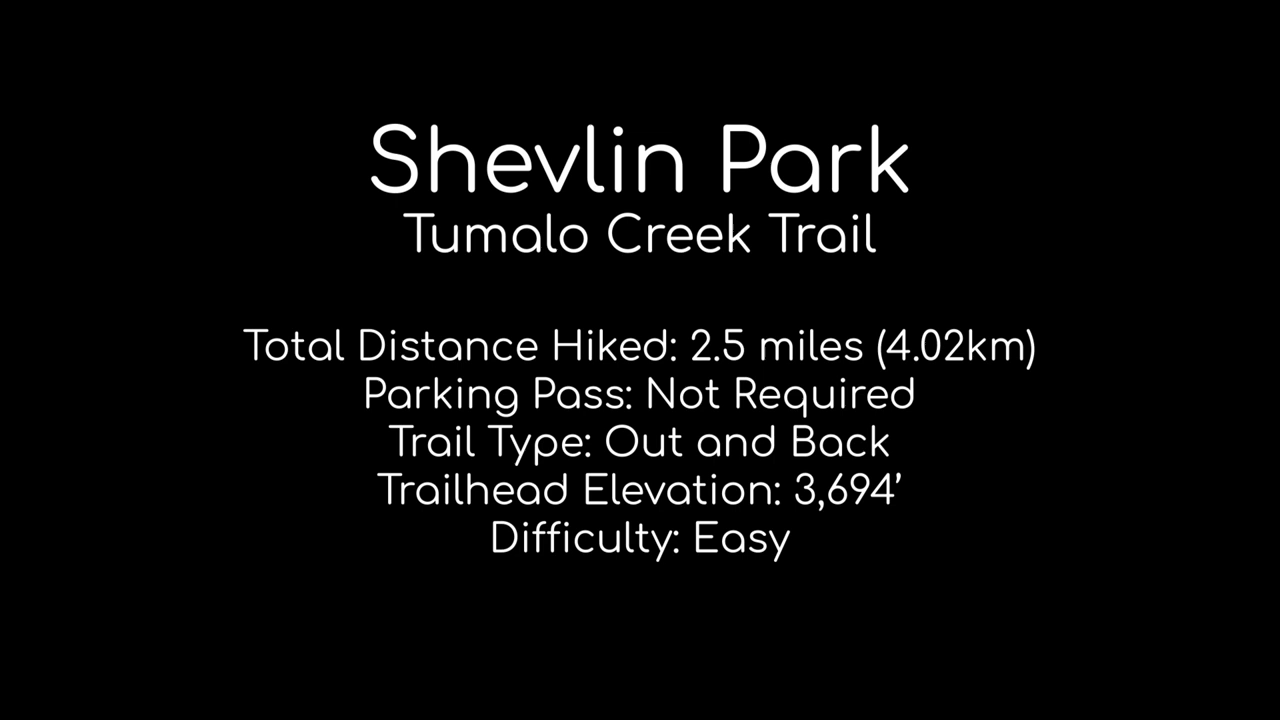 Shevlin Park
Tumalo Creek Trail
Total Distance Hiked: 2.5 miles (4.02km)
Parking Pass: Not Required
Trail Type: Out and Back
Trailhead Elevation: 3,694’
Difficulty: Easy